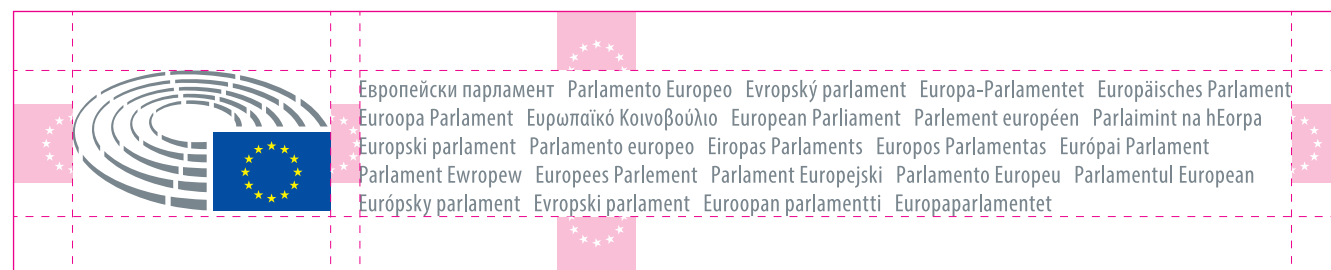 Европейски парламент Parlamento Europeo Evropský parlament Europa-Parlamentet Europäisches Parlament
Euroopa Parlament Ευρωπαϊκό Κοινοβούλιο European Parliament Parlement européen Parlaimint na hEorpa
Europski parlament Parlamento europeo Eiropas Parlaments Europos Parlamentas Európai Parlament
Parlament Ewropew Europees Parlement Parlament Europejski Parlamento Europeu Parlamentul European
Európsky parlament Evropski parlament Euroopan parlamentti Europaparlamentet